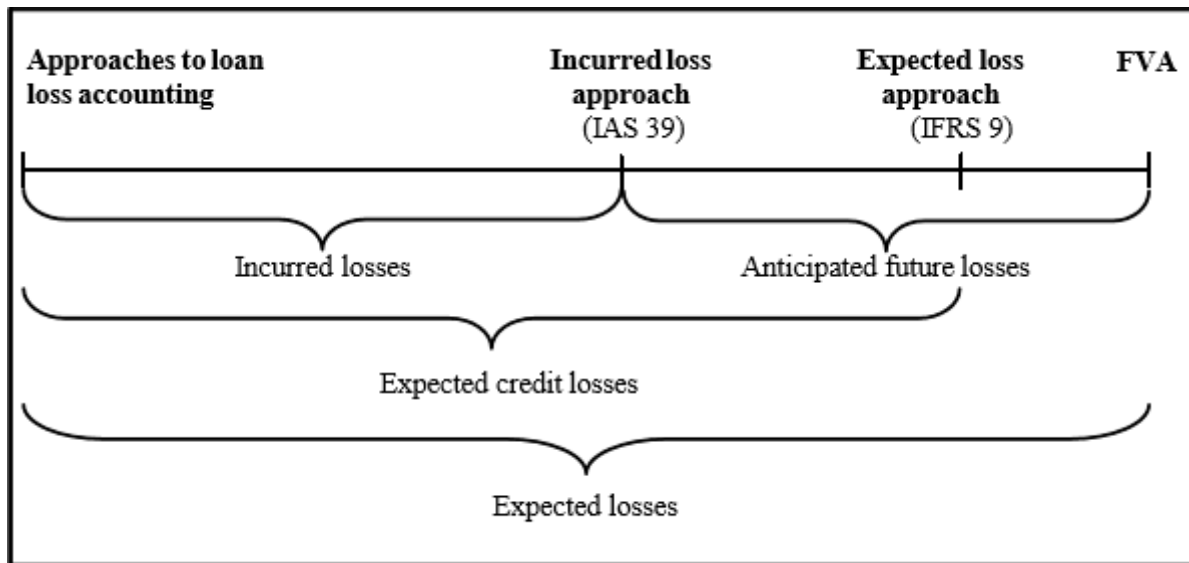 Approaches to loan
loss accounting
Incurred loss
approach
(IAS 39)
Expected loss
approach
(IFRS 9)
FVA
Incurred losses
Anticipated future losses
Expected credit losses
Expected losses